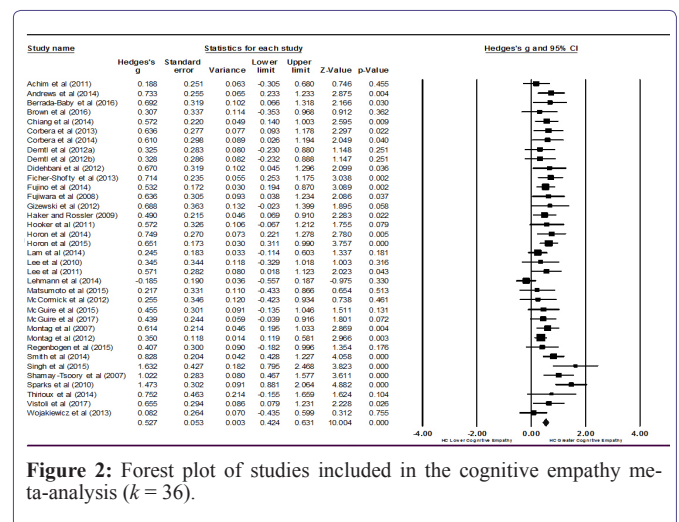 Study name Statistics for each study Hedges's g and 95% CI
Hedges's g Standard error Variance Lower limit Upper limit Z-Value p-Value
Achim et al (2011) 0.188 0.251 0.063 -0.305 0.680 0.746 0.455
Andrews et al (2014) 0.733 0.255 0.065 0.233 1.233 2.875 0.004
Berrada-Baby et al (2016) 0.692 0.319 0.102 0.066 1.318 2.166 0.030
Brown et al (2016) 0.307 0.337 0.114 -0.353 0.968 0.912 0.362
Chiang et al (2014) 0.572 0.220 0.049 0.140 1.003 2.595 0.009
Corbera et al (2013) 0.636 0.277 0.077 0.093 1.178 2.297 0.022
Corbera et al (2014) 0.610 0.298 0.089 0.026 1.194 2.049 0.040
Derntl et al (2012a) 0.325 0.283 0.080 -0.230 0.880 1.148 0.251
Derntl et al (2012b) 0.328 0.286 0.082 -0.232 0.888 1.147 0.251
Didehbani et al (2012) 0.670 0.319 0.102 0.045 1.296 2.099 0.036
Ficher-Shofty et al (2013) 0.714 0.235 0.055 0.253 1.175 3.038 0.002
Fujino et al (2014) 0.532 0.172 0.030 0.194 0.870 3.089 0.002
Fujiwara et al (2008) 0.636 0.305 0.093 0.038 1.234 2.086 0.037
Gizewski et al (2012) 0.688 0.363 0.132 -0.023 1.399 1.895 0.058
Haker and Rossler (2009) 0.490 0.215 0.046 0.069 0.910 2.283 0.022
Hooker et al (2011) 0.572 0.326 0.106 -0.067 1.212 1.755 0.079
Horon et al (2014) 0.749 0.270 0.073 0.221 1.278 2.780 0.005
Horon et al (2015) 0.651 0.173 0.030 0.311 0.990 3.757 0.000
Lam et al (2014) 0.245 0.183 0.033 -0.114 0.603 1.337 0.181
Lee et al (2010) 0.345 0.344 0.118 -0.329 1.018 1.003 0.316
Lee et al (2011) 0.571 0.282 0.080 0.018 1.123 2.023 0.043
Lehmann et al (2014) -0.185 0.190 0.036 -0.557 0.187 -0.975 0.330
Matsumoto et al (2015) 0.217 0.331 0.110 -0.433 0.866 0.654 0.513
McCormick et al (2012) 0.255 0.346 0.120 -0.423 0.934 0.738 0.461
McGuire et al (2015) 0.455 0.301 0.091 -0.135 1.046 1.511 0.131
McGuire et al (2017) 0.439 0.244 0.059 -0.039 0.916 1.801 0.072
Montag et al (2007) 0.614 0.214 0.046 0.195 1.033 2.869 0.004
Montag et al (2012) 0.350 0.118 0.014 0.119 0.581 2.966 0.003
Regenbogen et al (2015) 0.407 0.300 0.090 -0.182 0.996 1.354 0.176
Smith et al (2014) 0.828 0.204 0.042 0.428 1.227 4.058 0.000
Singh et al (2015) 1.632 0.427 0.182 0.795 2.468 3.823 0.000
Shamay-Tsoory et al (2007) 1.022 0.283 0.080 0.467 1.577 3.611 0.000
Sparks et al (2010) 1.473 0.302 0.091 0.881 2.064 4.882 0.000
Thirioux et al (2014) 0.752 0.463 0.214 -0.155 1.659 1.624 0.104
Vistoli et al (2017) 0.655 0.294 0.086 0.079 1.231 2.228 0.026
Wojakiewicz et al (2013) 0.082 0.264 0.070 -0.435 0.599 0.312 0.755
0.527 0.053 0.003 0.424 0.631 10.004 0.000
-4.00 -2.00 0.00 2.00 4.00
HC Lower Cognitive Empathy HC Greater Cognitive Empathy
Figure 2: Forest plot of studies included in the cognitive empathy me-
ta-analysis (k = 36).